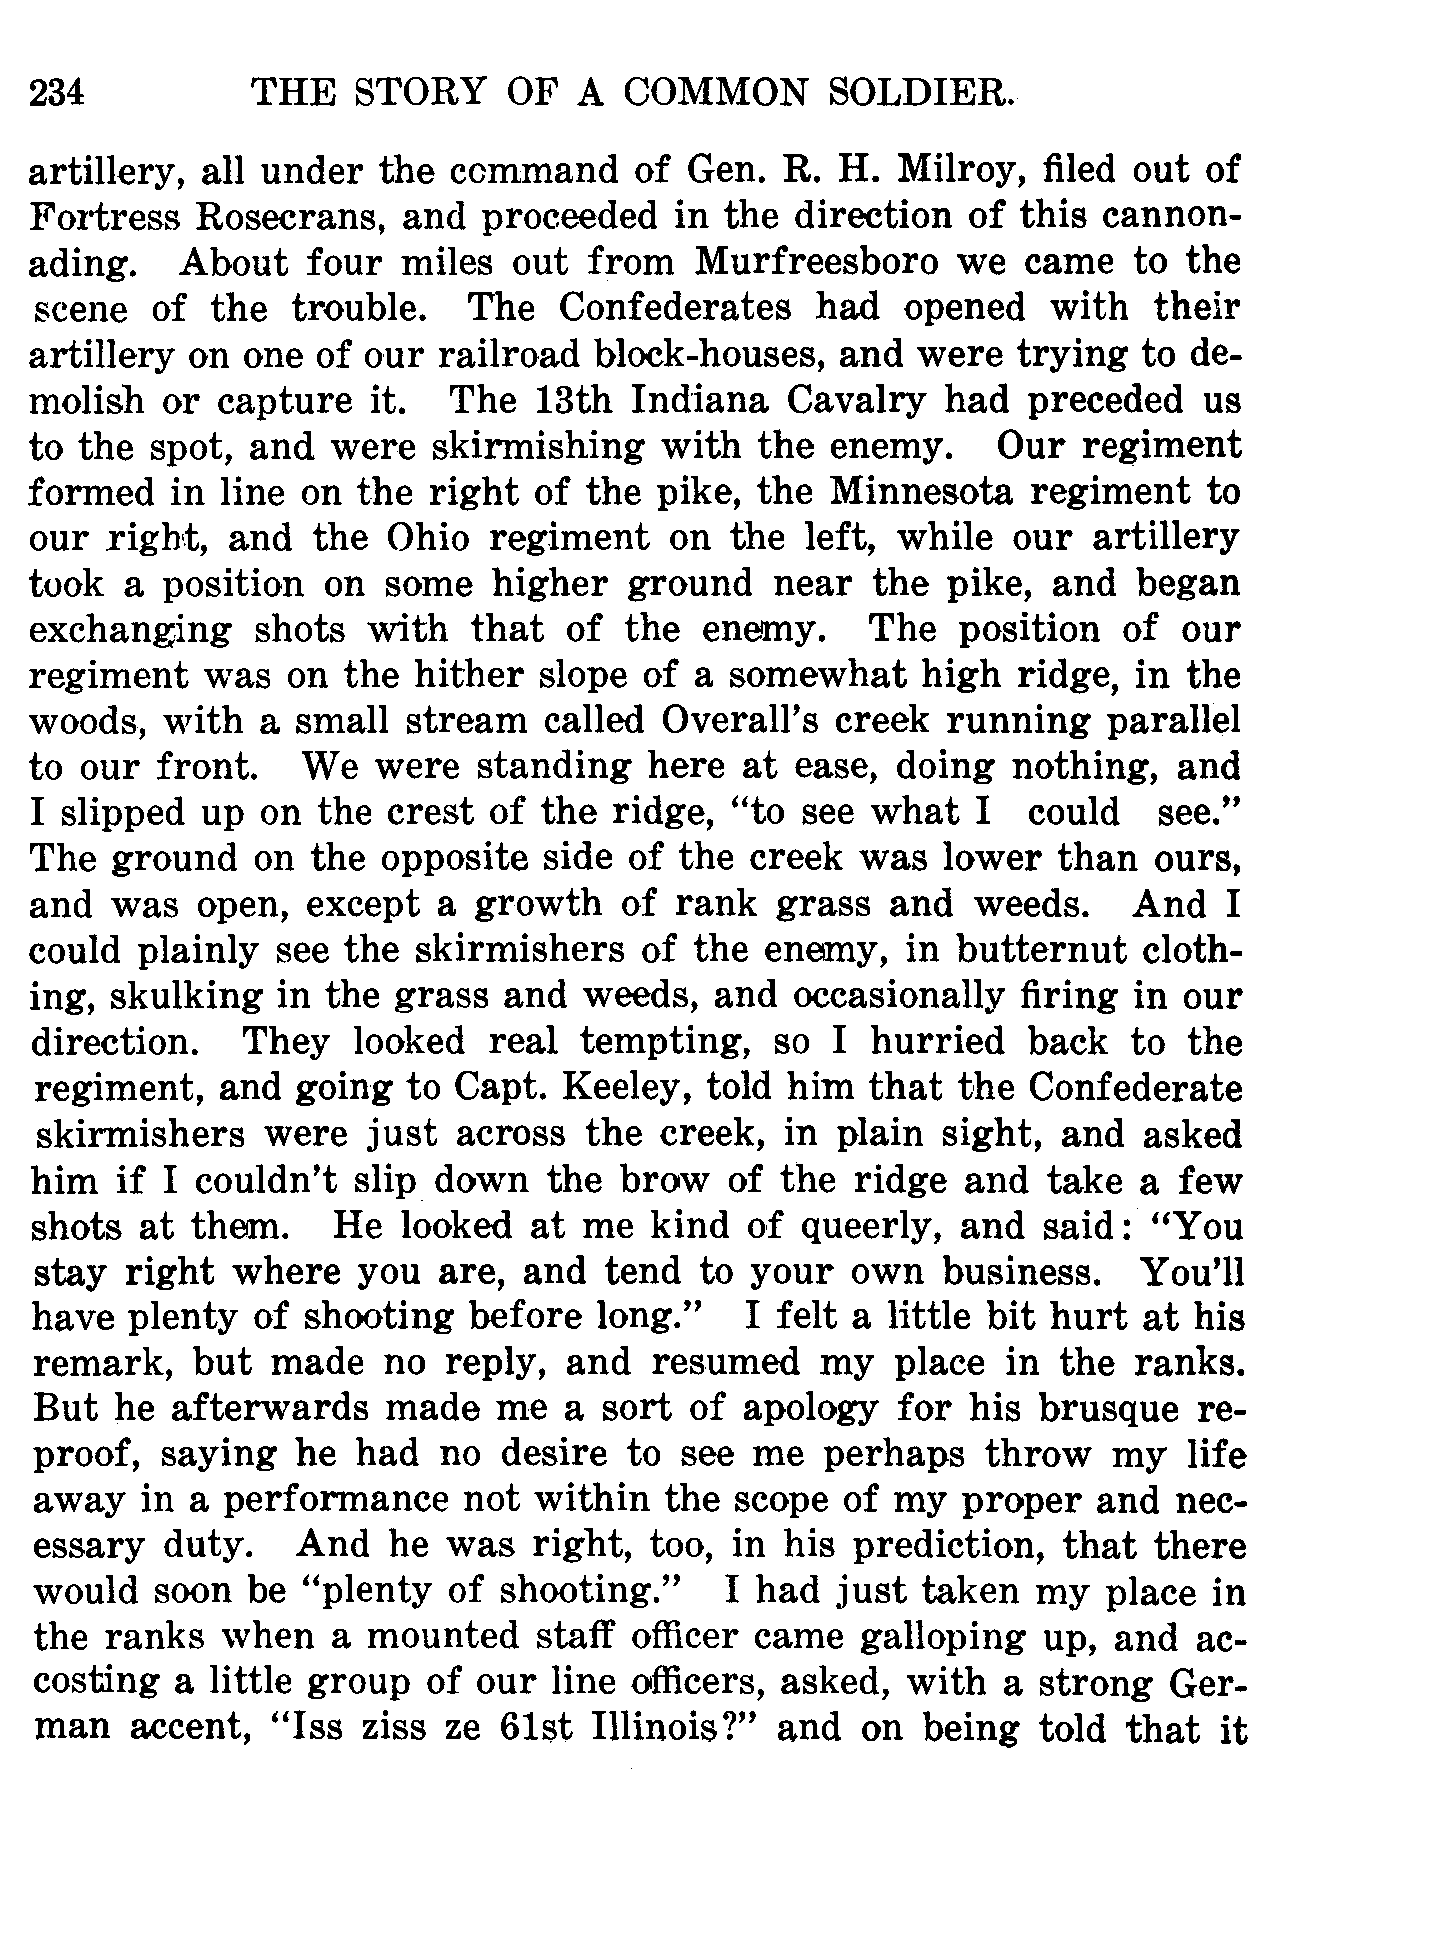 234 THE STORY OF A COMMON SOLDIER.
artillery, all under the command of Gen. R. H. Milroy, filed out of
Fortress Rosecrans, and proceeded in the direction of this cannon-
ading. About four miles out from Murfreesboro we came to the
scene of the trouble. The Confederates had opened with their
artillery on one of our railroad block-houses, and were trying to de-
molish or capture it. The 13th Indiana Cavalry had preceded us
to the spot, and were skirmishing with the enemy. Our regiment
formed in line on the right of the pike, the Minnesota regiment to
our right, and the Ohio regiment on the left, while our artillery
took a position on some higher ground near the pike, and began
exchanging shots with that of the enemy. The position of our
regiment was on the hither slope of a somewhat high ridge, in the
woods, with a small stream called Overall's creek running parallel
to our front. We were standing here at ease, doing nothing, and
I slipped up on the crest of the ridge, “to see what I could see.”
The ground on the opposite side of the creek was lower than ours,
and was open, except a growth of rank grass and weeds. And I
could plainly see the skirmishers of the enemy, in butternut cloth-
ing, skulking in the grass and weeds, and occasionally firing in our
direction. They looked real tempting, so I hurried back to the
regiment, and going to Capt. Keeley, told him that the Confederate
skirmishers were just across the creek, in plain sight, and asked
him if I couldn't slip down the brow of the ridge and take a few
shots at them. He looked at me kind of queerly, and said: “You
stay right where you are, and tend to your own business. You'll
have plenty of shooting before long.” I felt a little bit hurt at his
remark, but made no reply, and resumed my place in the ranks.
But he afterwards made me a sort of apology for his brusque re-
proof, saying he had no desire to see me perhaps throw my life
away in a performance not within the scope of my proper and nec-
essary duty. And he was right, too, in his prediction, that there
would soon be “plenty of shooting.” I had just taken my place in
the ranks when a mounted staff officer came galloping up, and ac-
costing a little group of our line officers, asked, with a strong Ger-
man accent, “Iss ziss ze 61st Illinois?” and on being told that it